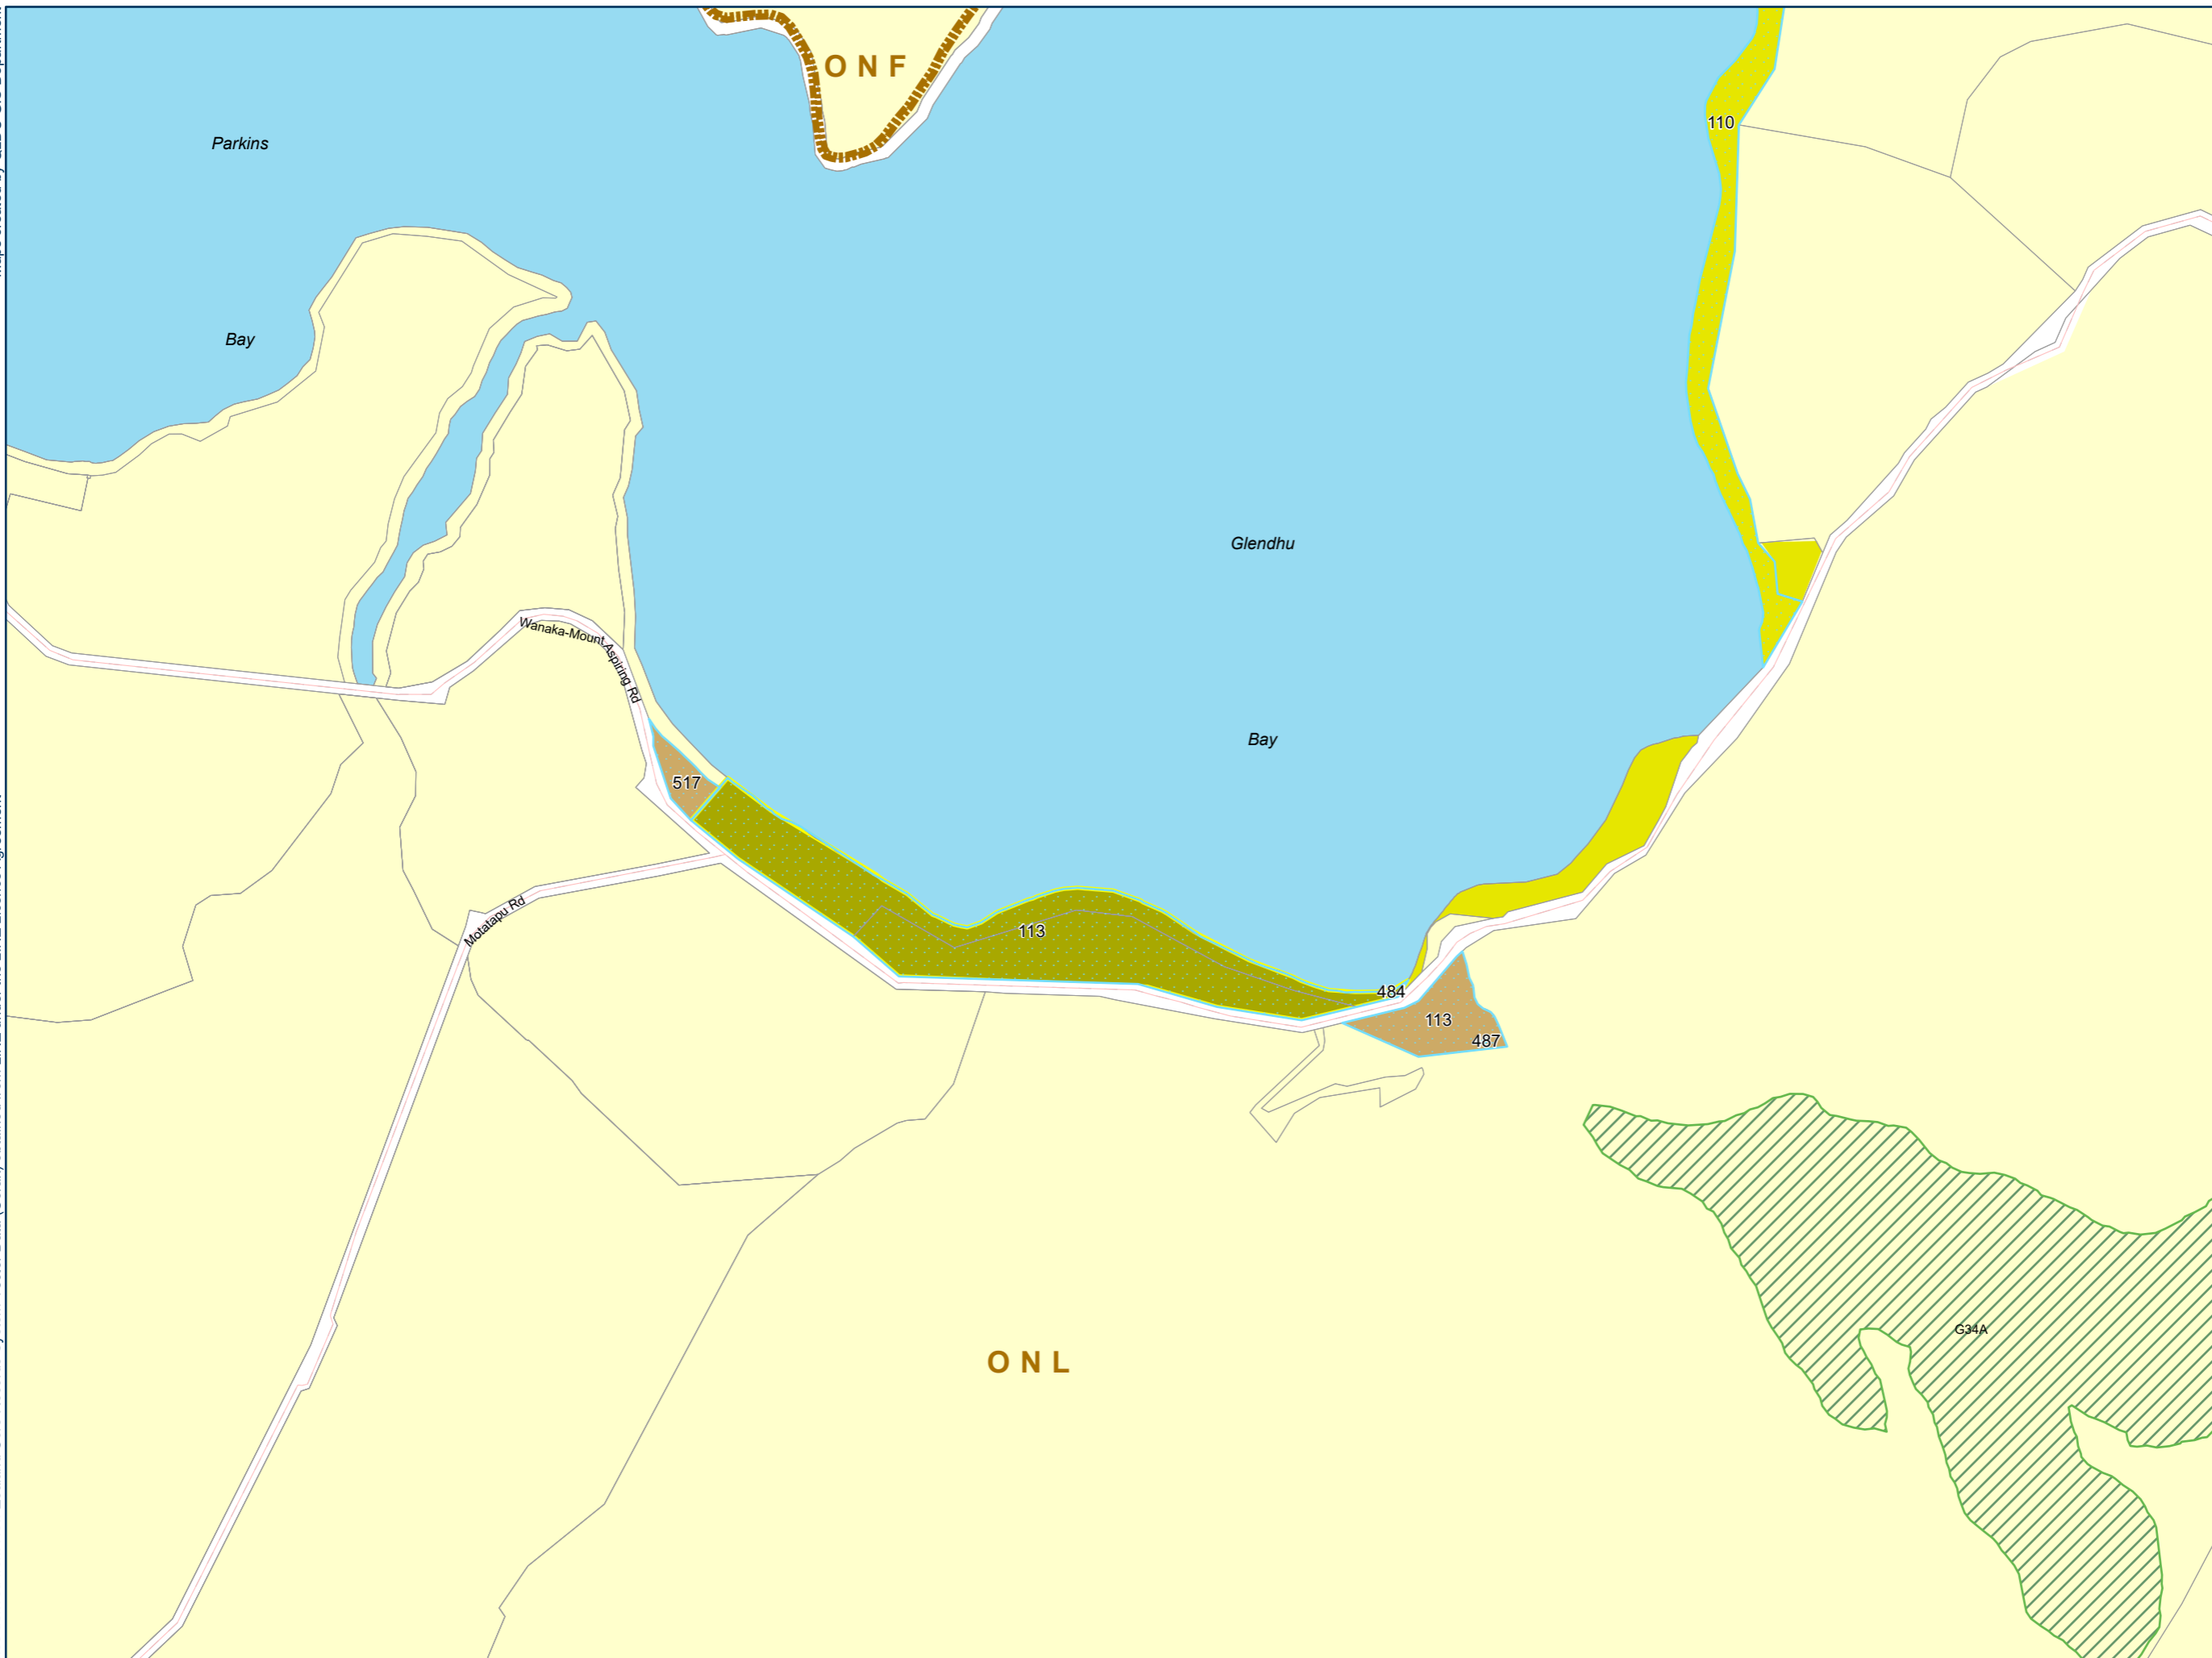 ONF
Parkins
110
Bay
Glendhu
Wanaka-Mount Aspiring Rd
Bay
517
Motatapu Rd
113
484
113
487
G34A
ONL